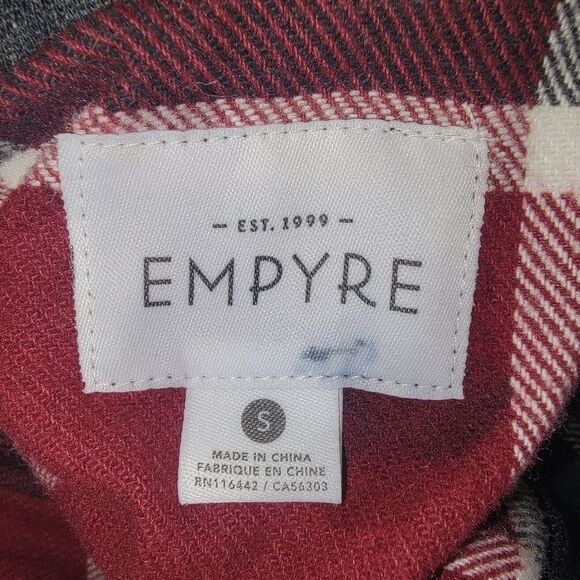 — EST. 1999 —
EMPYRE
S
MADE IN CHINA
FABRIQUE EN CHINE
RN116442 / CA56303